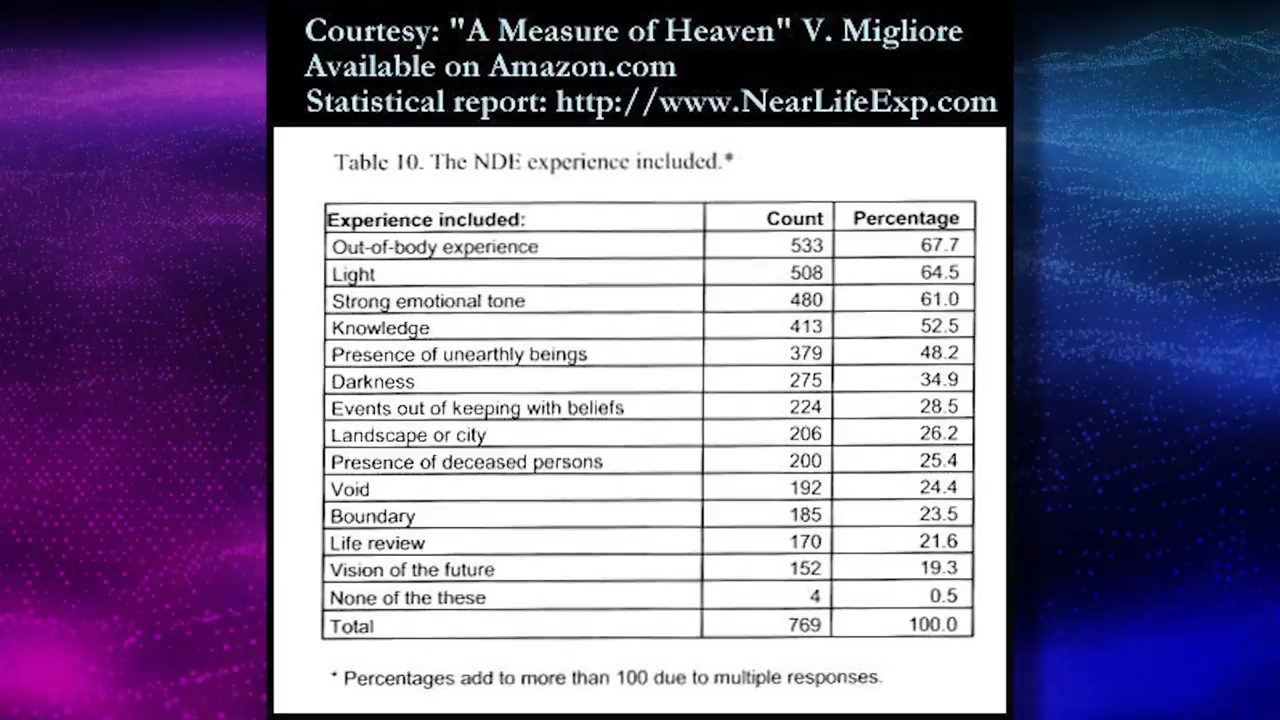 Courtesy: "A Measure of Heaven" V. Migliore
Available on Amazon.com
Statistical report: http://www.NearLifeExp.com
Table 10. The NDE experience included.*
Experience included: Count Percentage
Out-of-body experience 533 67.7
Light 508 64.5
Strong emotional tone 480 61.0
Knowledge 413 52.5
Presence of unearthly beings 379 48.2
Darkness 275 34.9
Events out of keeping with beliefs 224 28.5
Landscape or city 206 26.2
Presence of deceased persons 200 25.4
Void 192 24.4
Boundary 185 23.5
Life review 170 21.6
Vision of the future 152 19.3
None of the these 4 0.5
Total 769 100.0
* Percentages add to more than 100 due to multiple responses.